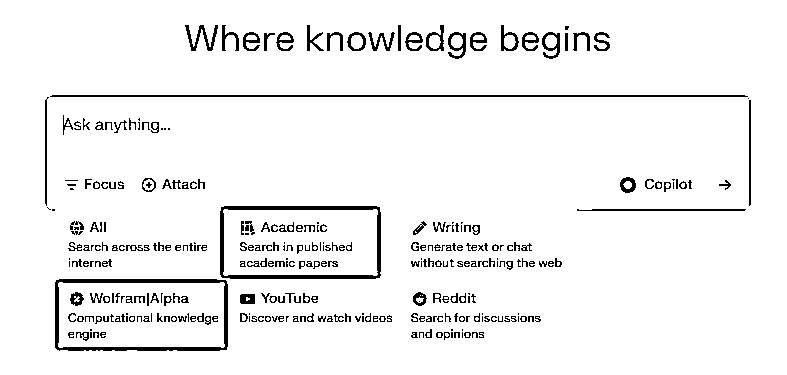 Where knowledge begins
Ask anything...
Focus Attach Copilot
All
Search across the entire
internet
Academic
Search in published
academic papers
Writing
Generate text or chat
without searching the web
Wolfram|Alpha
Computational knowledge
engine
YouTube
Discover and watch videos
Reddit
Search for discussions
and opinions